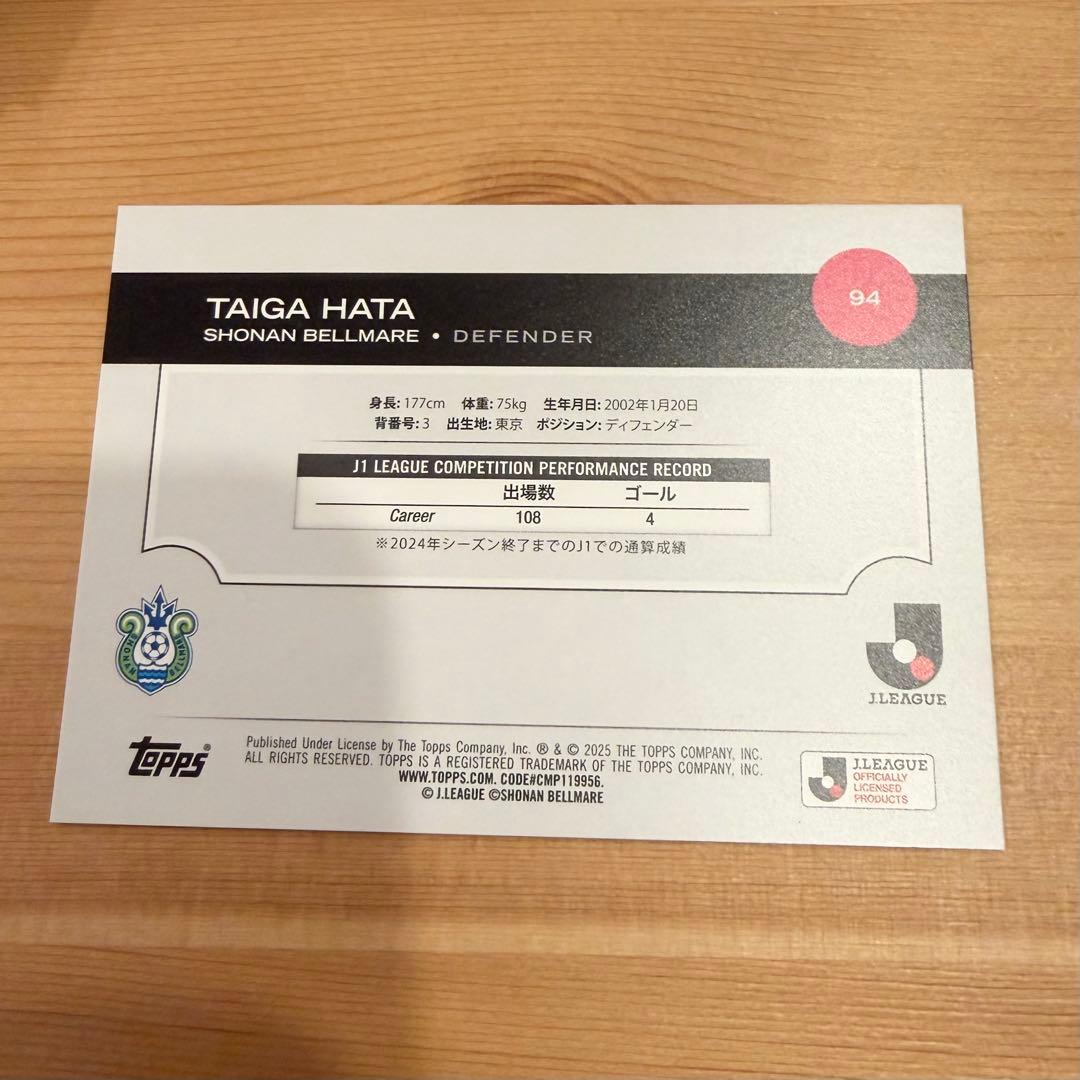 TAIGA HATA
SHONAN BELLMARE • DEFENDER
94
身長: 177cm 体重: 75kg 生年月日: 2002年1月20日
背番号: 3 出生地: 東京 ポジション: ディフェンダー
J1 LEAGUE COMPETITION PERFORMANCE RECORD
出場数 ゴール
Career 108 4
※2024年シーズン終了までのJ1での通算成績
SHONAN BELLMARE
J.LEAGUE
topps®
Published Under License by The Topps Company, Inc. ® & © 2025 THE TOPPS COMPANY, INC.
ALL RIGHTS RESERVED. TOPPS IS A REGISTERED TRADEMARK OF THE TOPPS COMPANY, INC.
WWW.TOPPS.COM. CODE#CMP119956.
© J.LEAGUE ©SHONAN BELLMARE
J.LEAGUE
OFFICIALLY
LICENSED
PRODUCTS